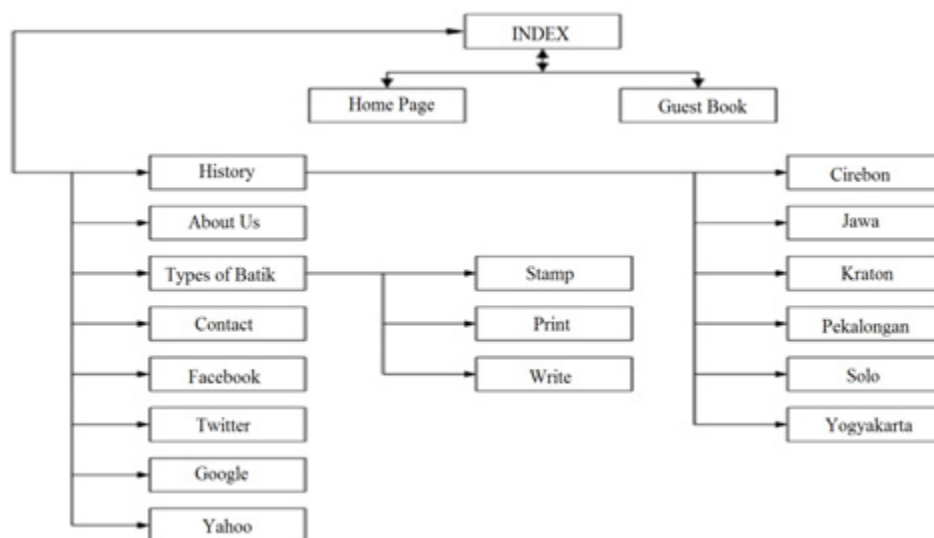 INDEX
Home Page
Guest Book
History
Cirebon
About Us
Jawa
Types of Batik
Stamp
Kraton
Contact
Print
Pekalongan
Facebook
Write
Solo
Twitter
Yogyakarta
Google
Yahoo